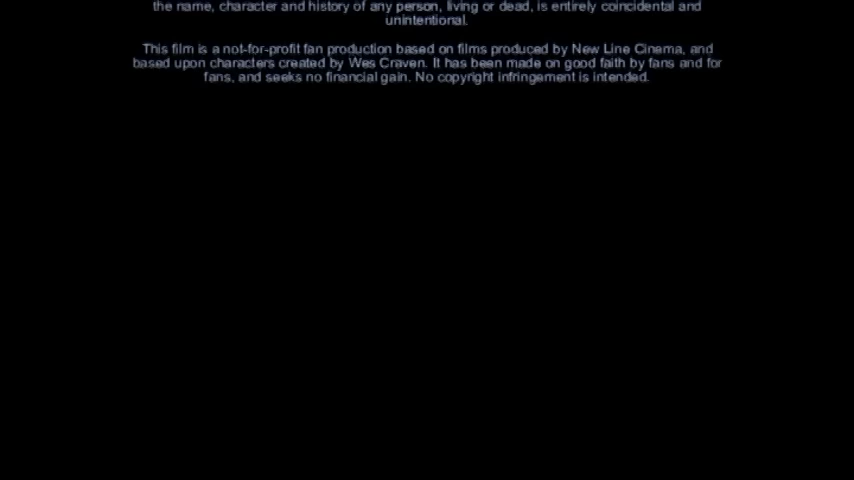 the name, character and history of any person, living or dead, is entirely coincidental and
unintentional.
This film is a not-for-profit fan production based on films produced by New Line Cinema, and
based upon characters created by Wes Craven. It has been made on good faith by fans and for
fans, and seeks no financial gain. No copyright infringement is intended.